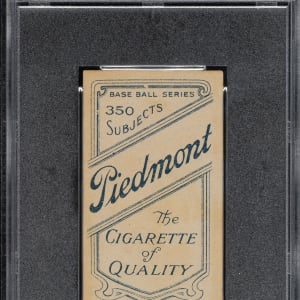 BASE BALL SERIES
350
SUBJECTS
Piedmont
The
CIGARETTE
of
QUALITY